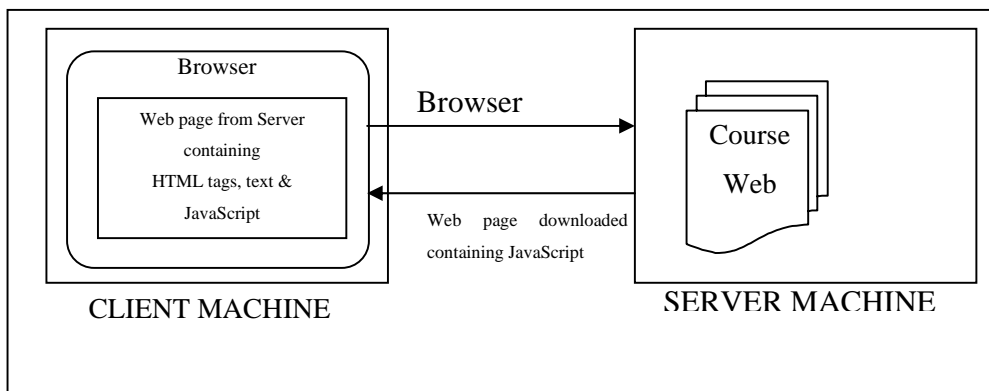 Browser
Web page from Server
containing
HTML tags, text &
JavaScript
CLIENT MACHINE
Browser
Web page downloaded
containing JavaScript
Course
Web
SERVER MACHINE